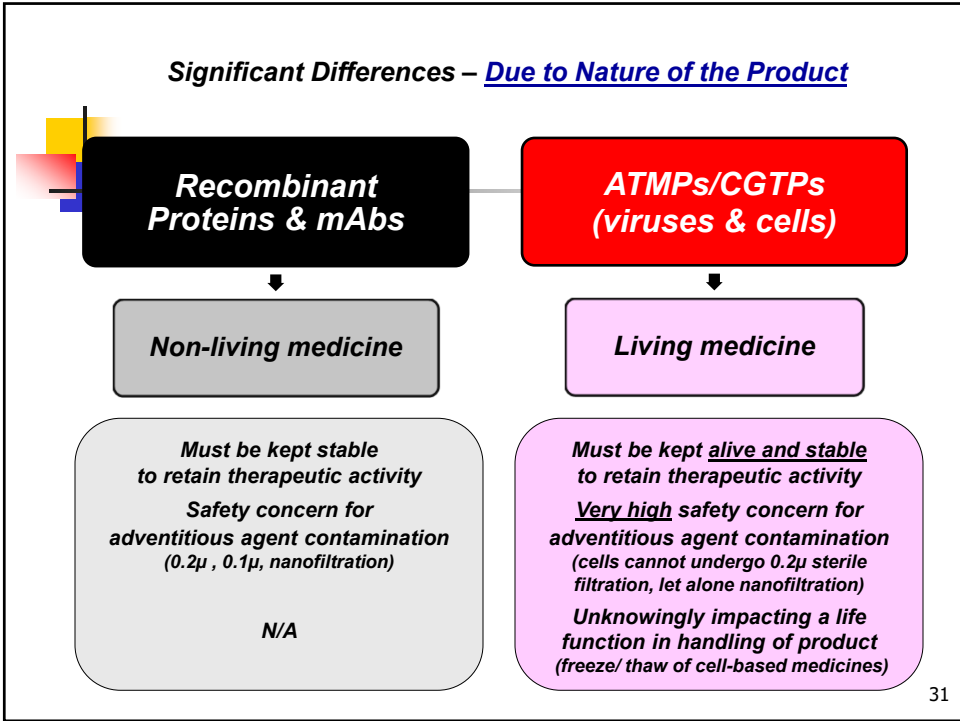 Significant Differences – Due to Nature of the Product
Recombinant
Proteins & mAbs
ATMPs/CGTPs
(viruses & cells)
Non-living medicine
Living medicine
Must be kept stable
to retain therapeutic activity
Safety concern for
adventitious agent contamination
(0.2µ , 0.1µ, nanofiltration)
N/A
Must be kept alive and stable
to retain therapeutic activity
Very high safety concern for
adventitious agent contamination
(cells cannot undergo 0.2µ sterile
filtration, let alone nanofiltration)
Unknowingly impacting a life
function in handling of product
(freeze/ thaw of cell-based medicines)
31